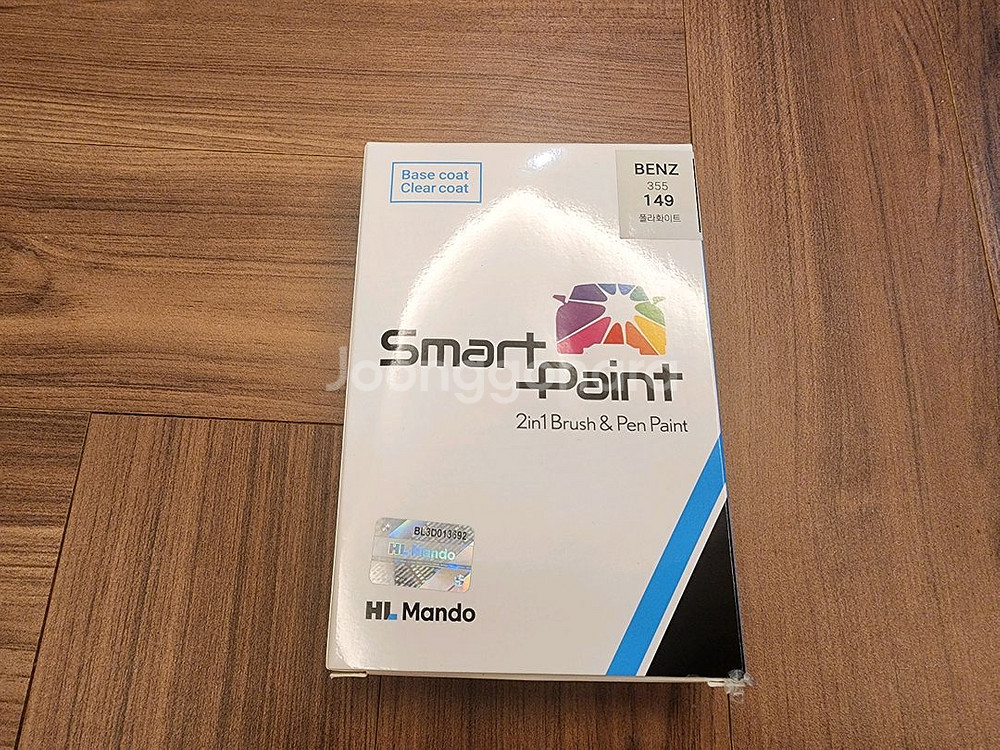 Base coat
Clear coat
BENZ
355
149
폴라화이트
Smart
Paint
2in1 Brush & Pen Paint
Joonggonara
BL3D013692
HL Mando
HL Mando